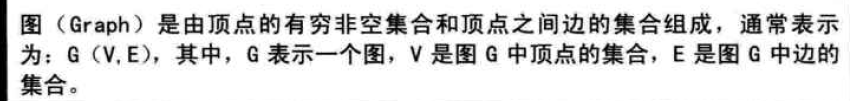 图（Graph）是由顶点的有穷非空集合和顶点之间边的集合组成，通常表示
为：G（V,E），其中，G 表示一个图，V 是图 G 中顶点的集合，E 是图 G 中边的
集合。